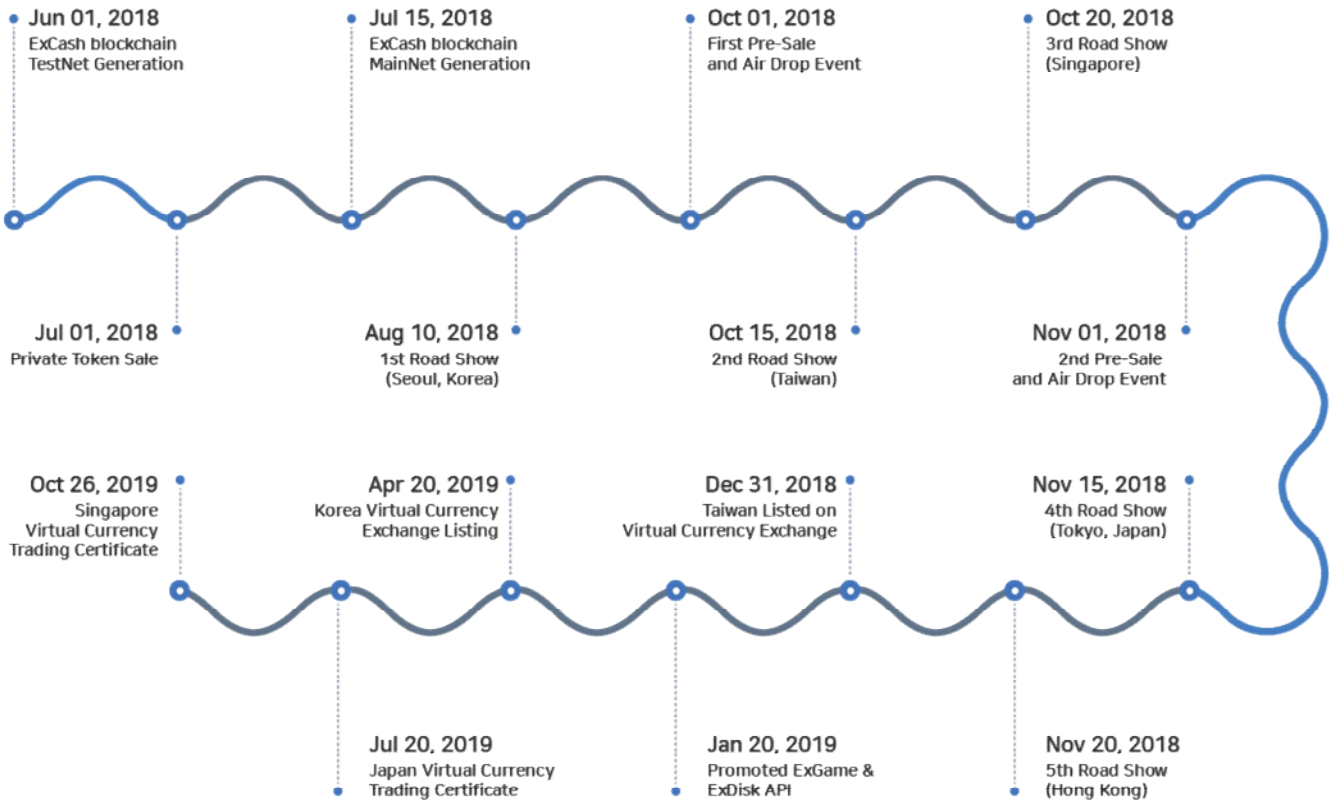 Jun 01, 2018
ExCash blockchain
TestNet Generation
Jul 15, 2018
ExCash blockchain
MainNet Generation
Oct 01, 2018
First Pre-Sale
and Air Drop Event
Oct 20, 2018
3rd Road Show
(Singapore)
Jul 01, 2018
Private Token Sale
Aug 10, 2018
1st Road Show
(Seoul, Korea)
Oct 15, 2018
2nd Road Show
(Taiwan)
Nov 01, 2018
2nd Pre-Sale
and Air Drop Event
Oct 26, 2019
Singapore
Virtual Currency
Trading Certificate
Apr 20, 2019
Korea Virtual Currency
Exchange Listing
Dec 31, 2018
Taiwan Listed on
Virtual Currency Exchange
Nov 15, 2018
4th Road Show
(Tokyo, Japan)
Jul 20, 2019
Japan Virtual Currency
Trading Certificate
Jan 20, 2019
Promoted ExGame &
ExDisk API
Nov 20, 2018
5th Road Show
(Hong Kong)